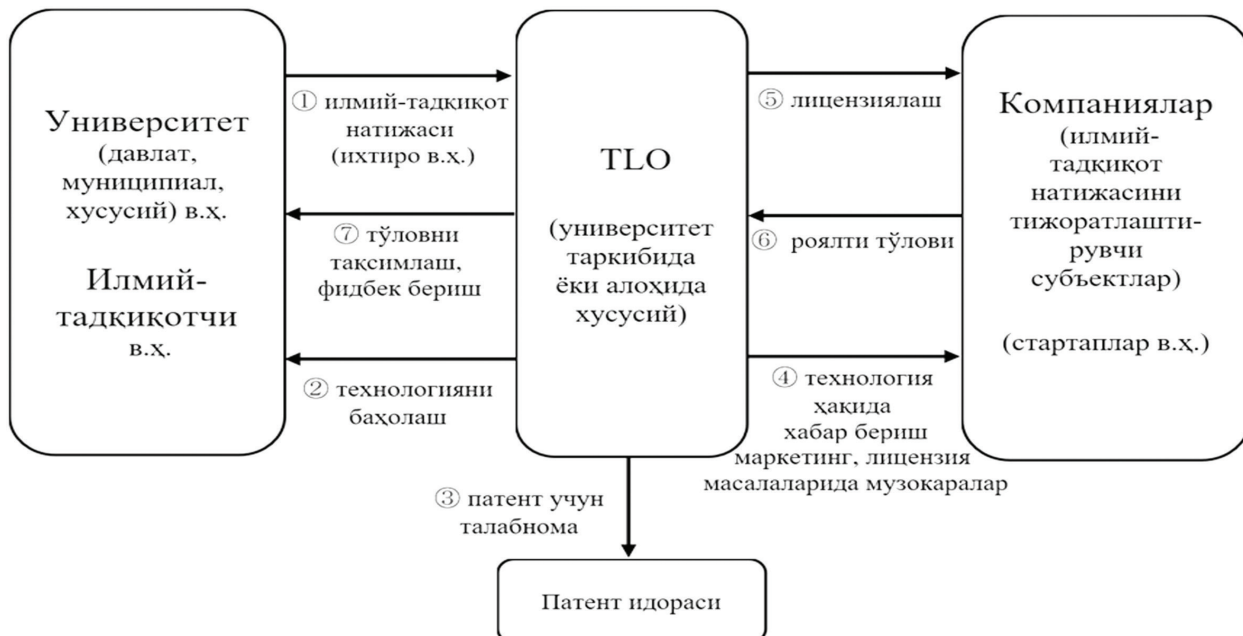 Университет
(давлат,
муниципиал,
хусусий) в.ҳ.
Илмий-
тадқиқотчи
в.ҳ.
① илмий-тадқиқот
натижаси
(ихтиро в.ҳ.)
⑦ тўловни
тақсимлаш,
фидбек бериш
② технологияни
баҳолаш
TLO
(университет
таркибида
ёки алоҳида
хусусий)
③ патент учун
талабнома
Патент идораси
⑤ лицензиялаш
⑥ роялти тўлови
④ технология
ҳақида
хабар бериш
маркетинг, лицензия
масалаларида музокаралар
Компаниялар
(илмий-
тадқиқот
натижасини
тижоратлашти-
рувчи
субъектлар)
(стартаплар в.ҳ.)